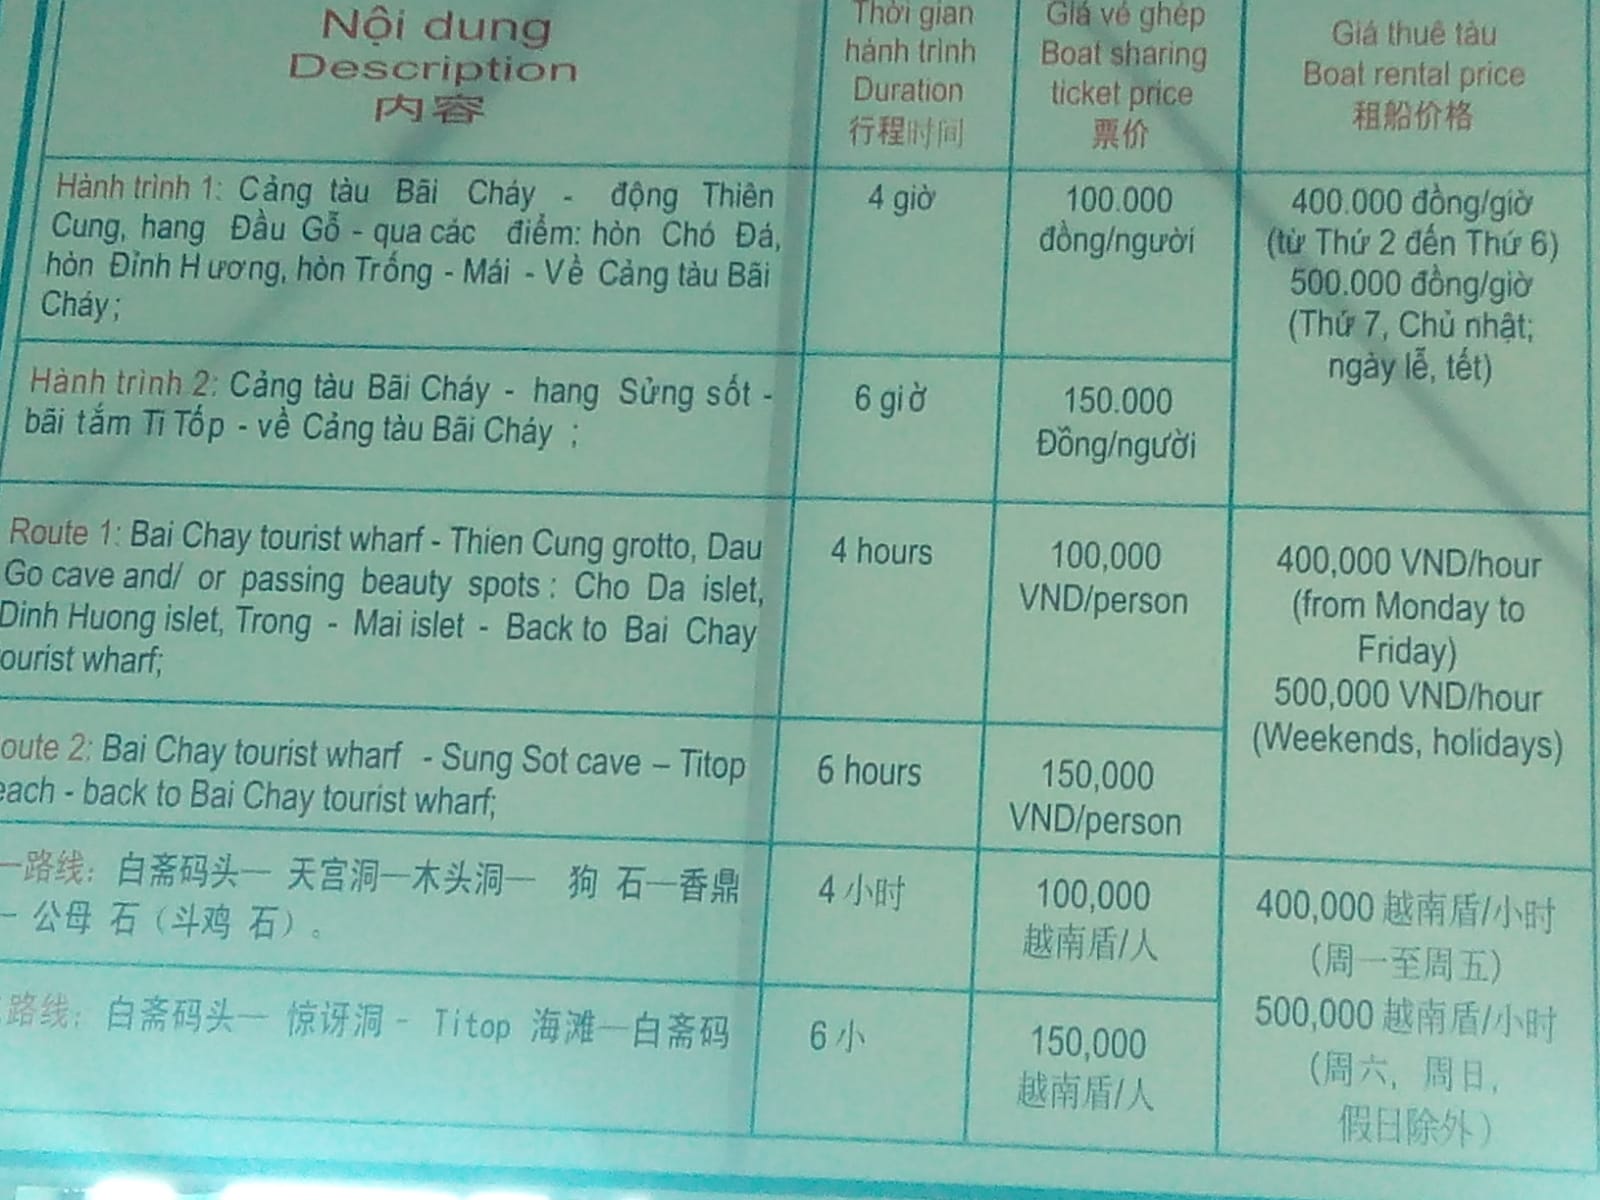 Nội dung
Description
内容
Thời gian
hành trình
Duration
行程时间
Giá vé ghép
Boat sharing
ticket price
票价
Giá thuê tàu
Boat rental price
租船价格
Hành trình 1: Cảng tàu Bãi Cháy - động Thiên
Cung, hang Đầu Gỗ - qua các điểm: hòn Chó Đá,
hòn Đỉnh Hương, hòn Trống - Mái - Về Cảng tàu Bãi
Cháy;
4 giờ
100.000
đồng/người
400.000 đồng/giờ
(từ Thứ 2 đến Thứ 6)
500.000 đồng/giờ
(Thứ 7, Chủ nhật;
ngày lễ, tết)
Hành trình 2: Cảng tàu Bãi Cháy - hang Sửng sốt -
bãi tắm Ti Tốp - về Cảng tàu Bãi Cháy ;
6 giờ
150.000
Đồng/người
Route 1: Bai Chay tourist wharf - Thien Cung grotto, Dau
Go cave and/ or passing beauty spots : Cho Da islet,
Dinh Huong islet, Trong - Mai islet - Back to Bai Chay
ourist wharf;
4 hours
100,000
VND/person
400,000 VND/hour
(from Monday to
Friday)
500,000 VND/hour
(Weekends, holidays)
oute 2: Bai Chay tourist wharf - Sung Sot cave – Titop
each - back to Bai Chay tourist wharf;
6 hours
150,000
VND/person
一路线：白斋码头一 天宫洞一木头洞一 狗 石一香鼎
- 公母 石（斗鸡 石）。
4 小时
100,000
越南盾/人
400,000 越南盾/小时
（周一至周五）
500,000 越南盾/小时
（周六，周日，
假日除外）
路线：白斋码头一 惊讶洞 - Titop 海滩一白斋码
6 小
150,000
越南盾/人